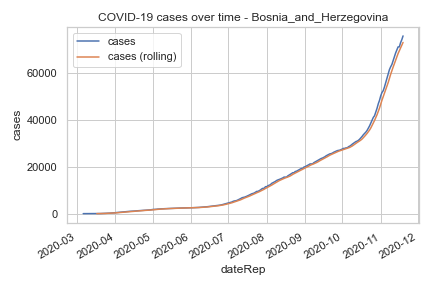 COVID-19 cases over time - Bosnia_and_Herzegovina
cases
cases (rolling)
60000
40000
20000
0
cases
2020-03
2020-04
2020-05
2020-06
2020-07
2020-08
2020-09
2020-10
2020-11
2020-12
dateRep